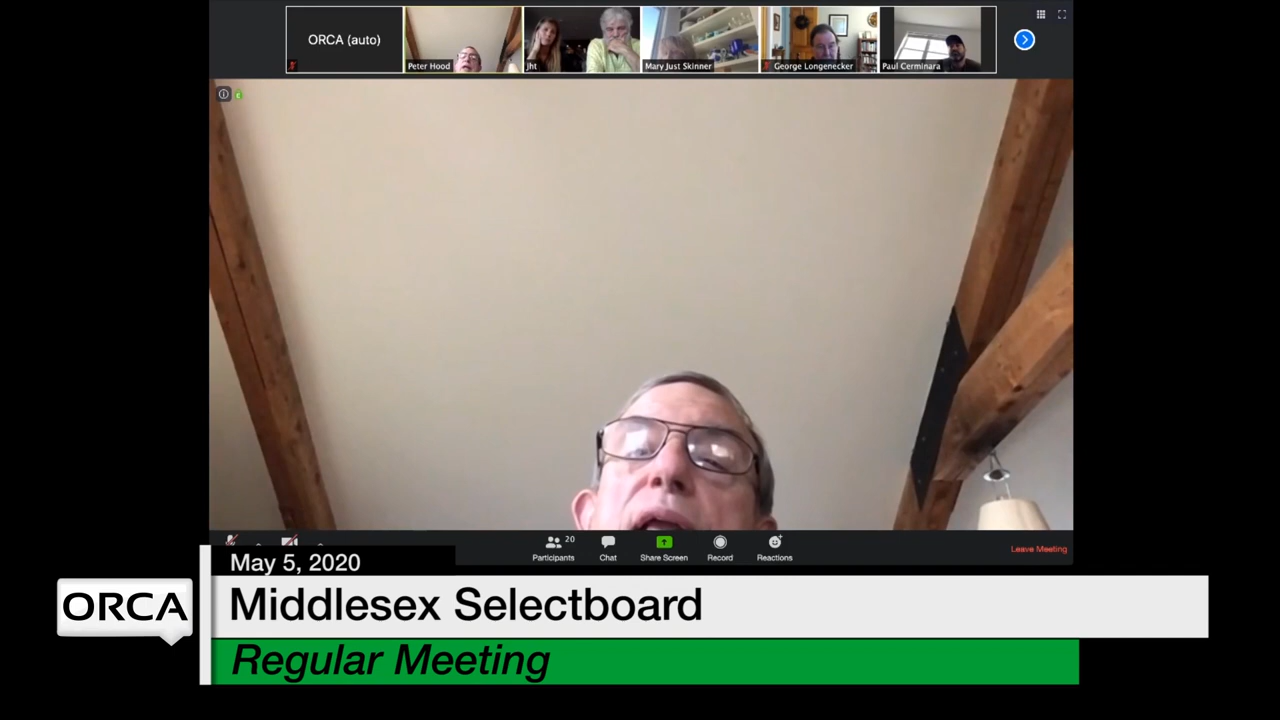 ORCA (auto)
Peter Hood
jht
Mary Just Skinner
George Longenecker
Paul Cerminara
20
Participants
Chat
Share Screen
Record
Reactions
Leave Meeting
May 5, 2020
ORCA
Middlesex Selectboard
Regular Meeting